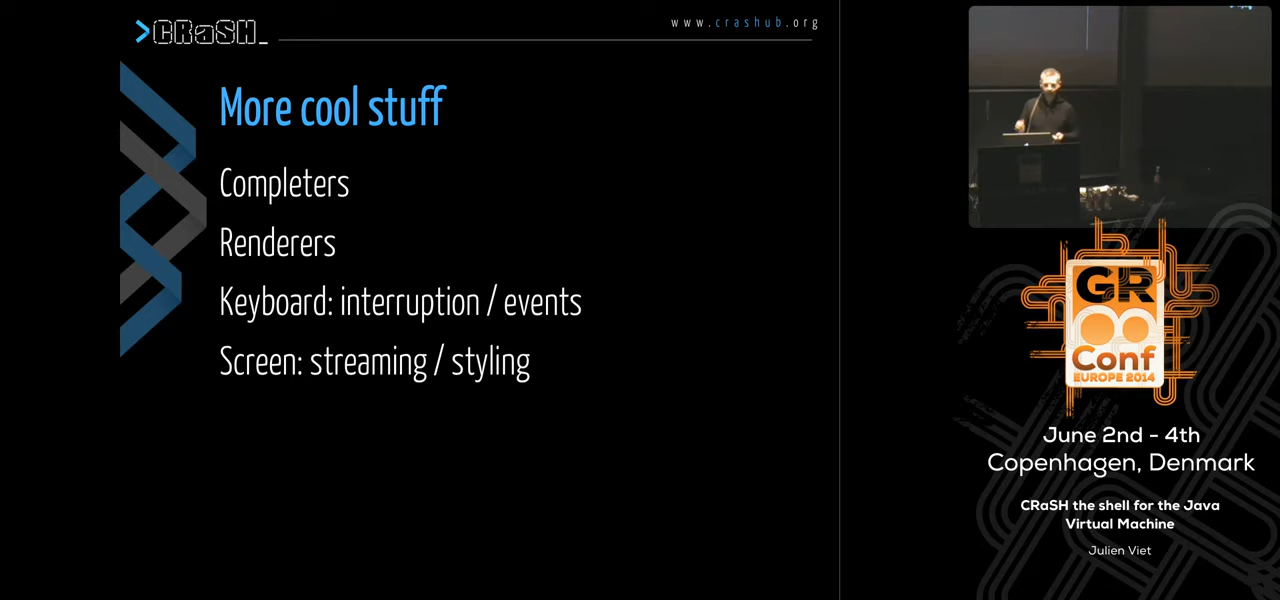 >CRaSH_
www.crashub.org
More cool stuff
Completers
Renderers
Keyboard: interruption / events
Screen: streaming / styling
GR
Conf
EUROPE 2014
June 2nd - 4th
Copenhagen, Denmark
CRaSH the shell for the Java
Virtual Machine
Julien Viet